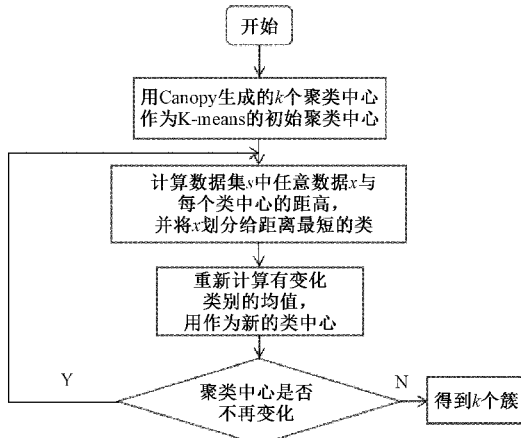 开始
用Canopy生成的k个聚类中心
作为K-means的初始聚类中心
计算数据集s中任意数据x与
每个类中心的距高,
并将x划分给距离最短的类
重新计算有变化
类别的均值,
用作为新的类中心
Y
聚类中心是否
不再变化
N
得到k个簇